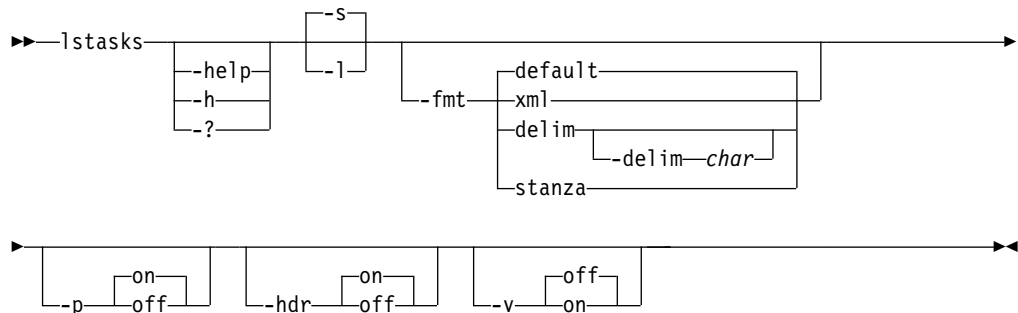 -s
lstasks
-help
-l
default
-h
-fmt
xml
-?
delim
-delim char
stanza
on
on
off
-p
off
-hdr
off
-v
on